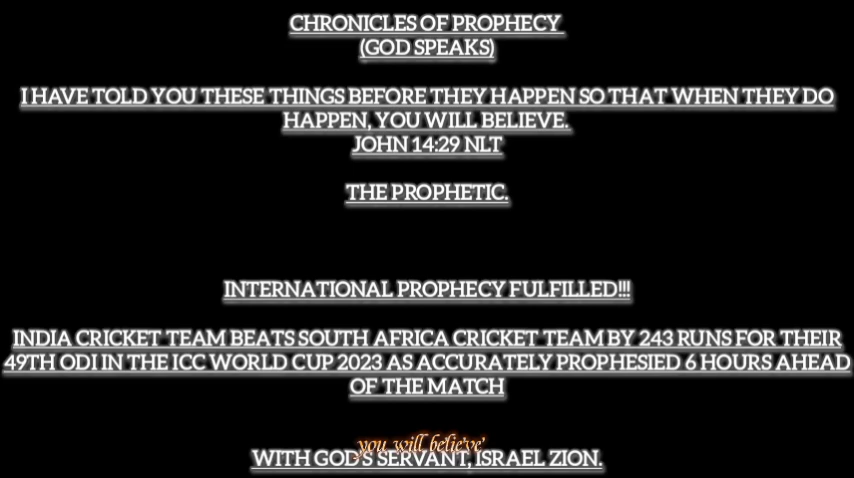 CHRONICLES OF PROPHECY
(GOD SPEAKS)
I HAVE TOLD YOU THESE THINGS BEFORE THEY HAPPEN SO THAT WHEN THEY DO
HAPPEN, YOU WILL BELIEVE.
JOHN 14:29 NLT
THE PROPHETIC.
INTERNATIONAL PROPHECY FULFILLED!!!
INDIA CRICKET TEAM BEATS SOUTH AFRICA CRICKET TEAM BY 243 RUNS FOR THEIR
49TH ODI IN THE ICC WORLD CUP 2023 AS ACCURATELY PROPHESIED 6 HOURS AHEAD
OF THE MATCH
you will believe'
WITH GOD'S SERVANT, ISRAEL ZION.